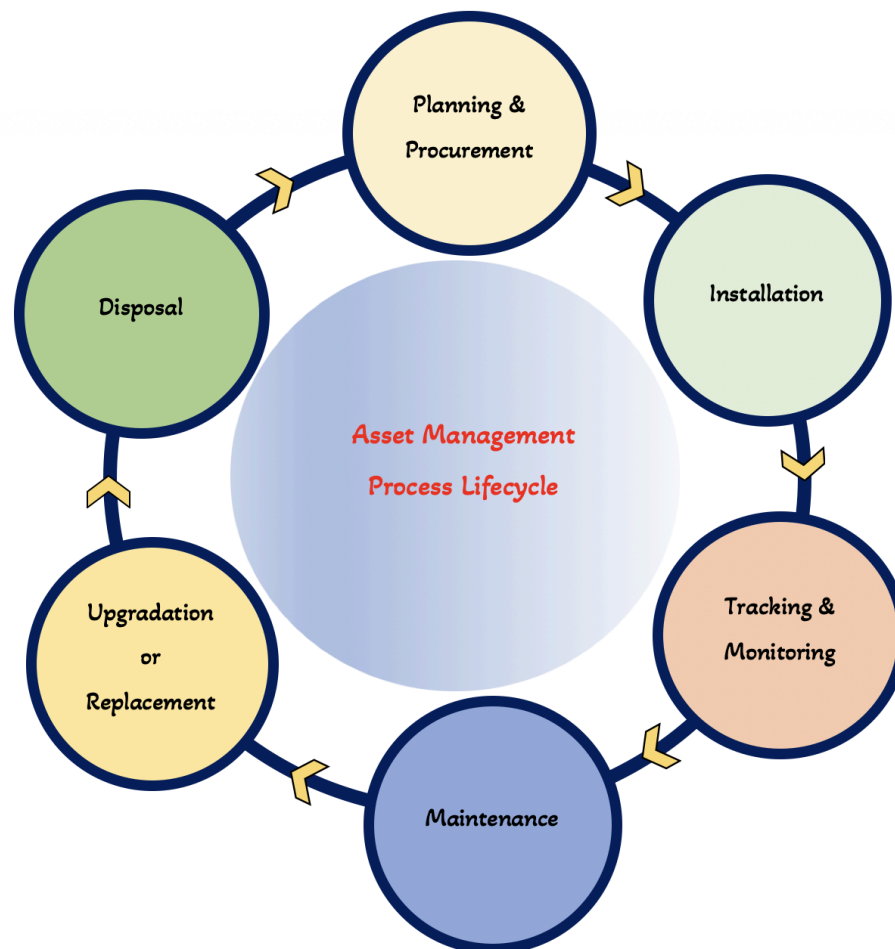 Planning &
Procurement
Installation
Tracking &
Monitoring
Maintenance
Upgradation
or
Replacement
Disposal
Asset Management
Process Lifecycle